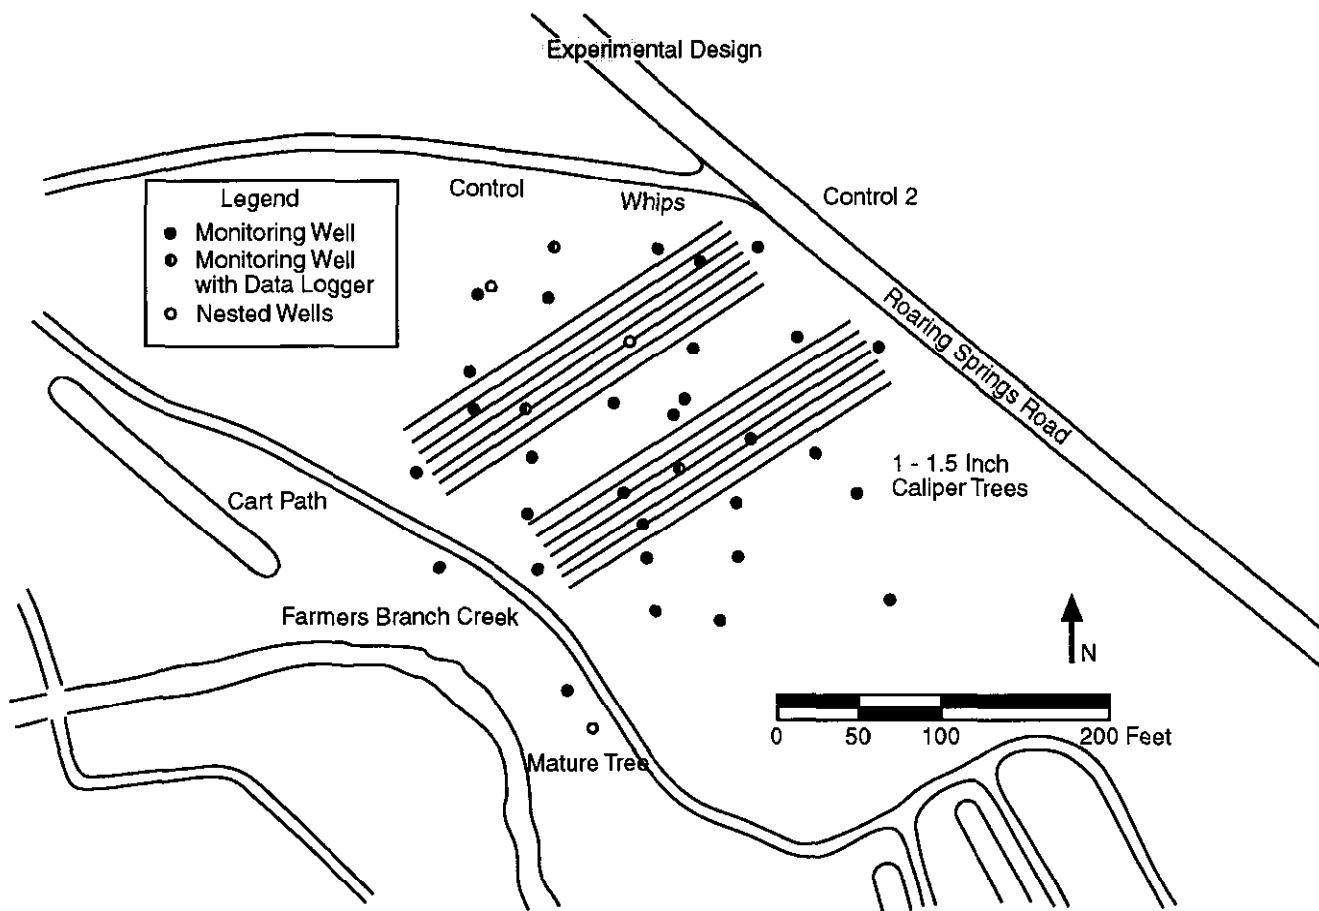 Experimental Design
Control
Whips
Control 2
Legend
Monitoring Well
Monitoring Well
with Data Logger
Nested Wells
Roaring Springs Road
1 - 1.5 Inch
Caliper Trees
Cart Path
Farmers Branch Creek
N
0 50 100 200 Feet
Mature Tree